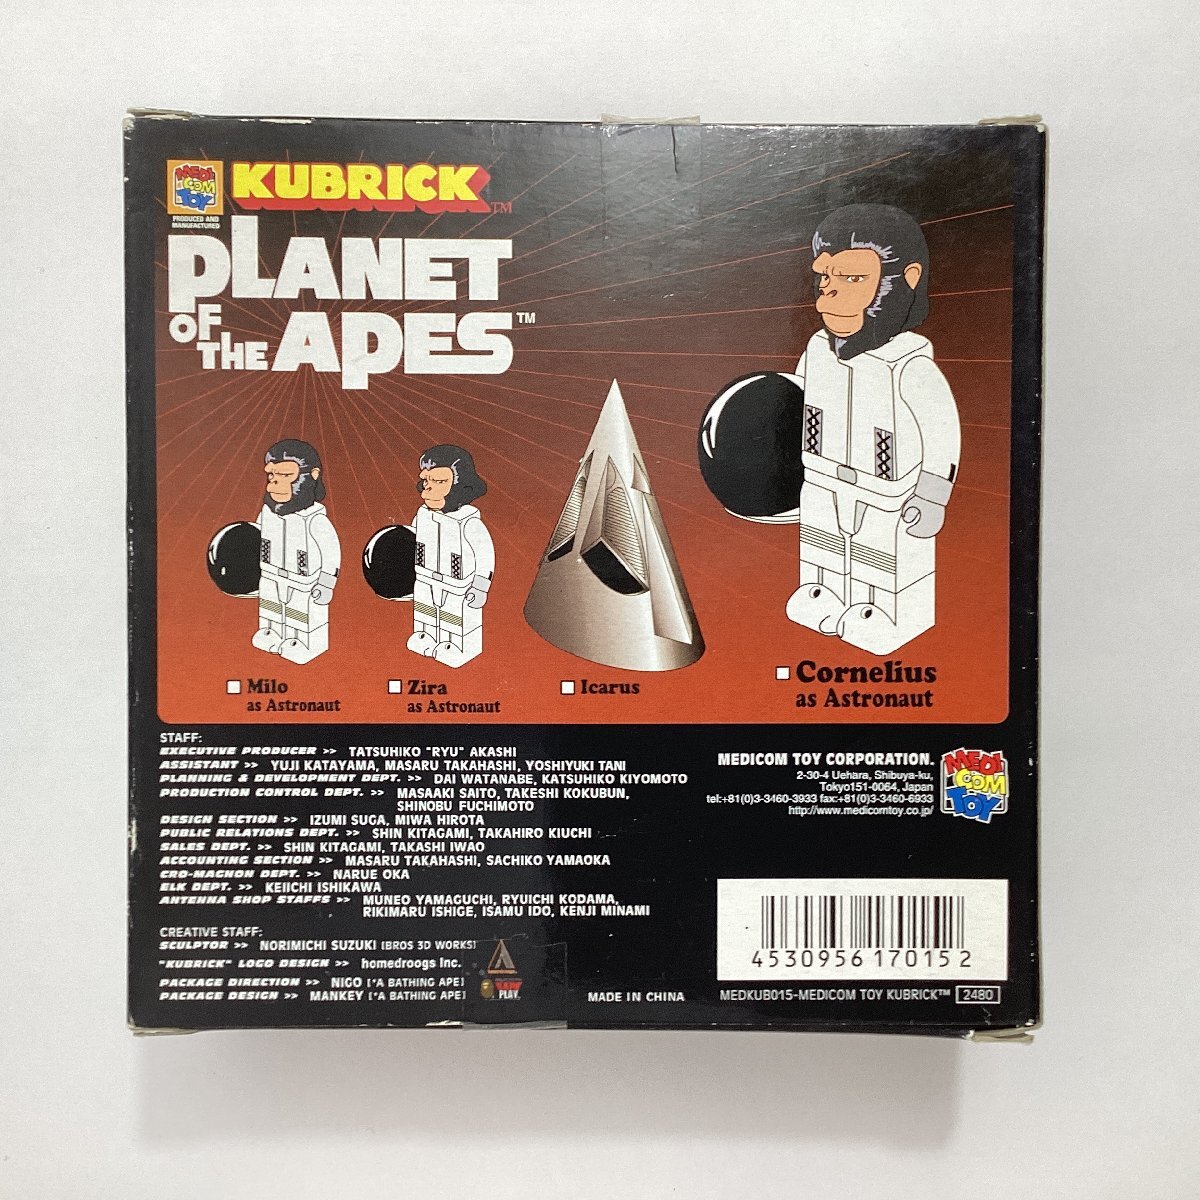 MEDI
COM
TOY
PRODUCED AND
MANUFACTURED
KUBRICK™
PLANET
OF
THE APES™
Milo
as Astronaut
Zira
as Astronaut
Icarus
Cornelius
as Astronaut
STAFF:
EXECUTIVE PRODUCER >> TATSUHIKO "RYU" AKASHI
ASSISTANT >> YUJI KATAYAMA, MASARU TAKAHASHI, YOSHIYUKI TANI
PLANNING & DEVELOPMENT DEPT. >> DAI WATANABE, KATSUHIKO KIYOMOTO
PRODUCTION CONTROL DEPT. >> MASAAKI SAITO, TAKESHI KOKUBUN,
SHINOBU FUCHIMOTO
DESIGN SECTION >> IZUMI SUGA, MIWA HIROTA
PUBLIC RELATIONS DEPT. >> SHIN KITAGAMI, TAKAHIRO KIUCHI
SALES DEPT. >> SHIN KITAGAMI, TAKASHI IWAO
ACCOUNTING SECTION >> MASARU TAKAHASHI, SACHIKO YAMAOKA
CRO-MAGNON DEPT. >> NARUE OKA
ELK DEPT. >> KEIICHI ISHIKAWA
ANTENNA SHOP STAFFS >> MUNEO YAMAGUCHI, RYUICHI KODAMA,
RIKIMARU ISHIGE, ISAMU IDO, KENJI MINAMI
CREATIVE STAFF:
SCULPTOR >> NORIMICHI SUZUKI [BROS 3D WORKS]
"KUBRICK" LOGO DESIGN >> homedroogs Inc.
PACKAGE DIRECTION >> NIGO [*A BATHING APE]
PACKAGE DESIGN >> MANKEY [*A BATHING APE]
PLAY.
MEDICOM TOY CORPORATION.
2-30-4 Uehara, Shibuya-ku,
Tokyo151-0064, Japan
tel:+81(0)3-3460-3933 fax:+81(0)3-3460-6933
http://www.medicomtoy.co.jp/
MEDI
COM
TOY
4530956170152
MADE IN CHINA
MEDKUB015-MEDICOM TOY KUBRICK™ 2480